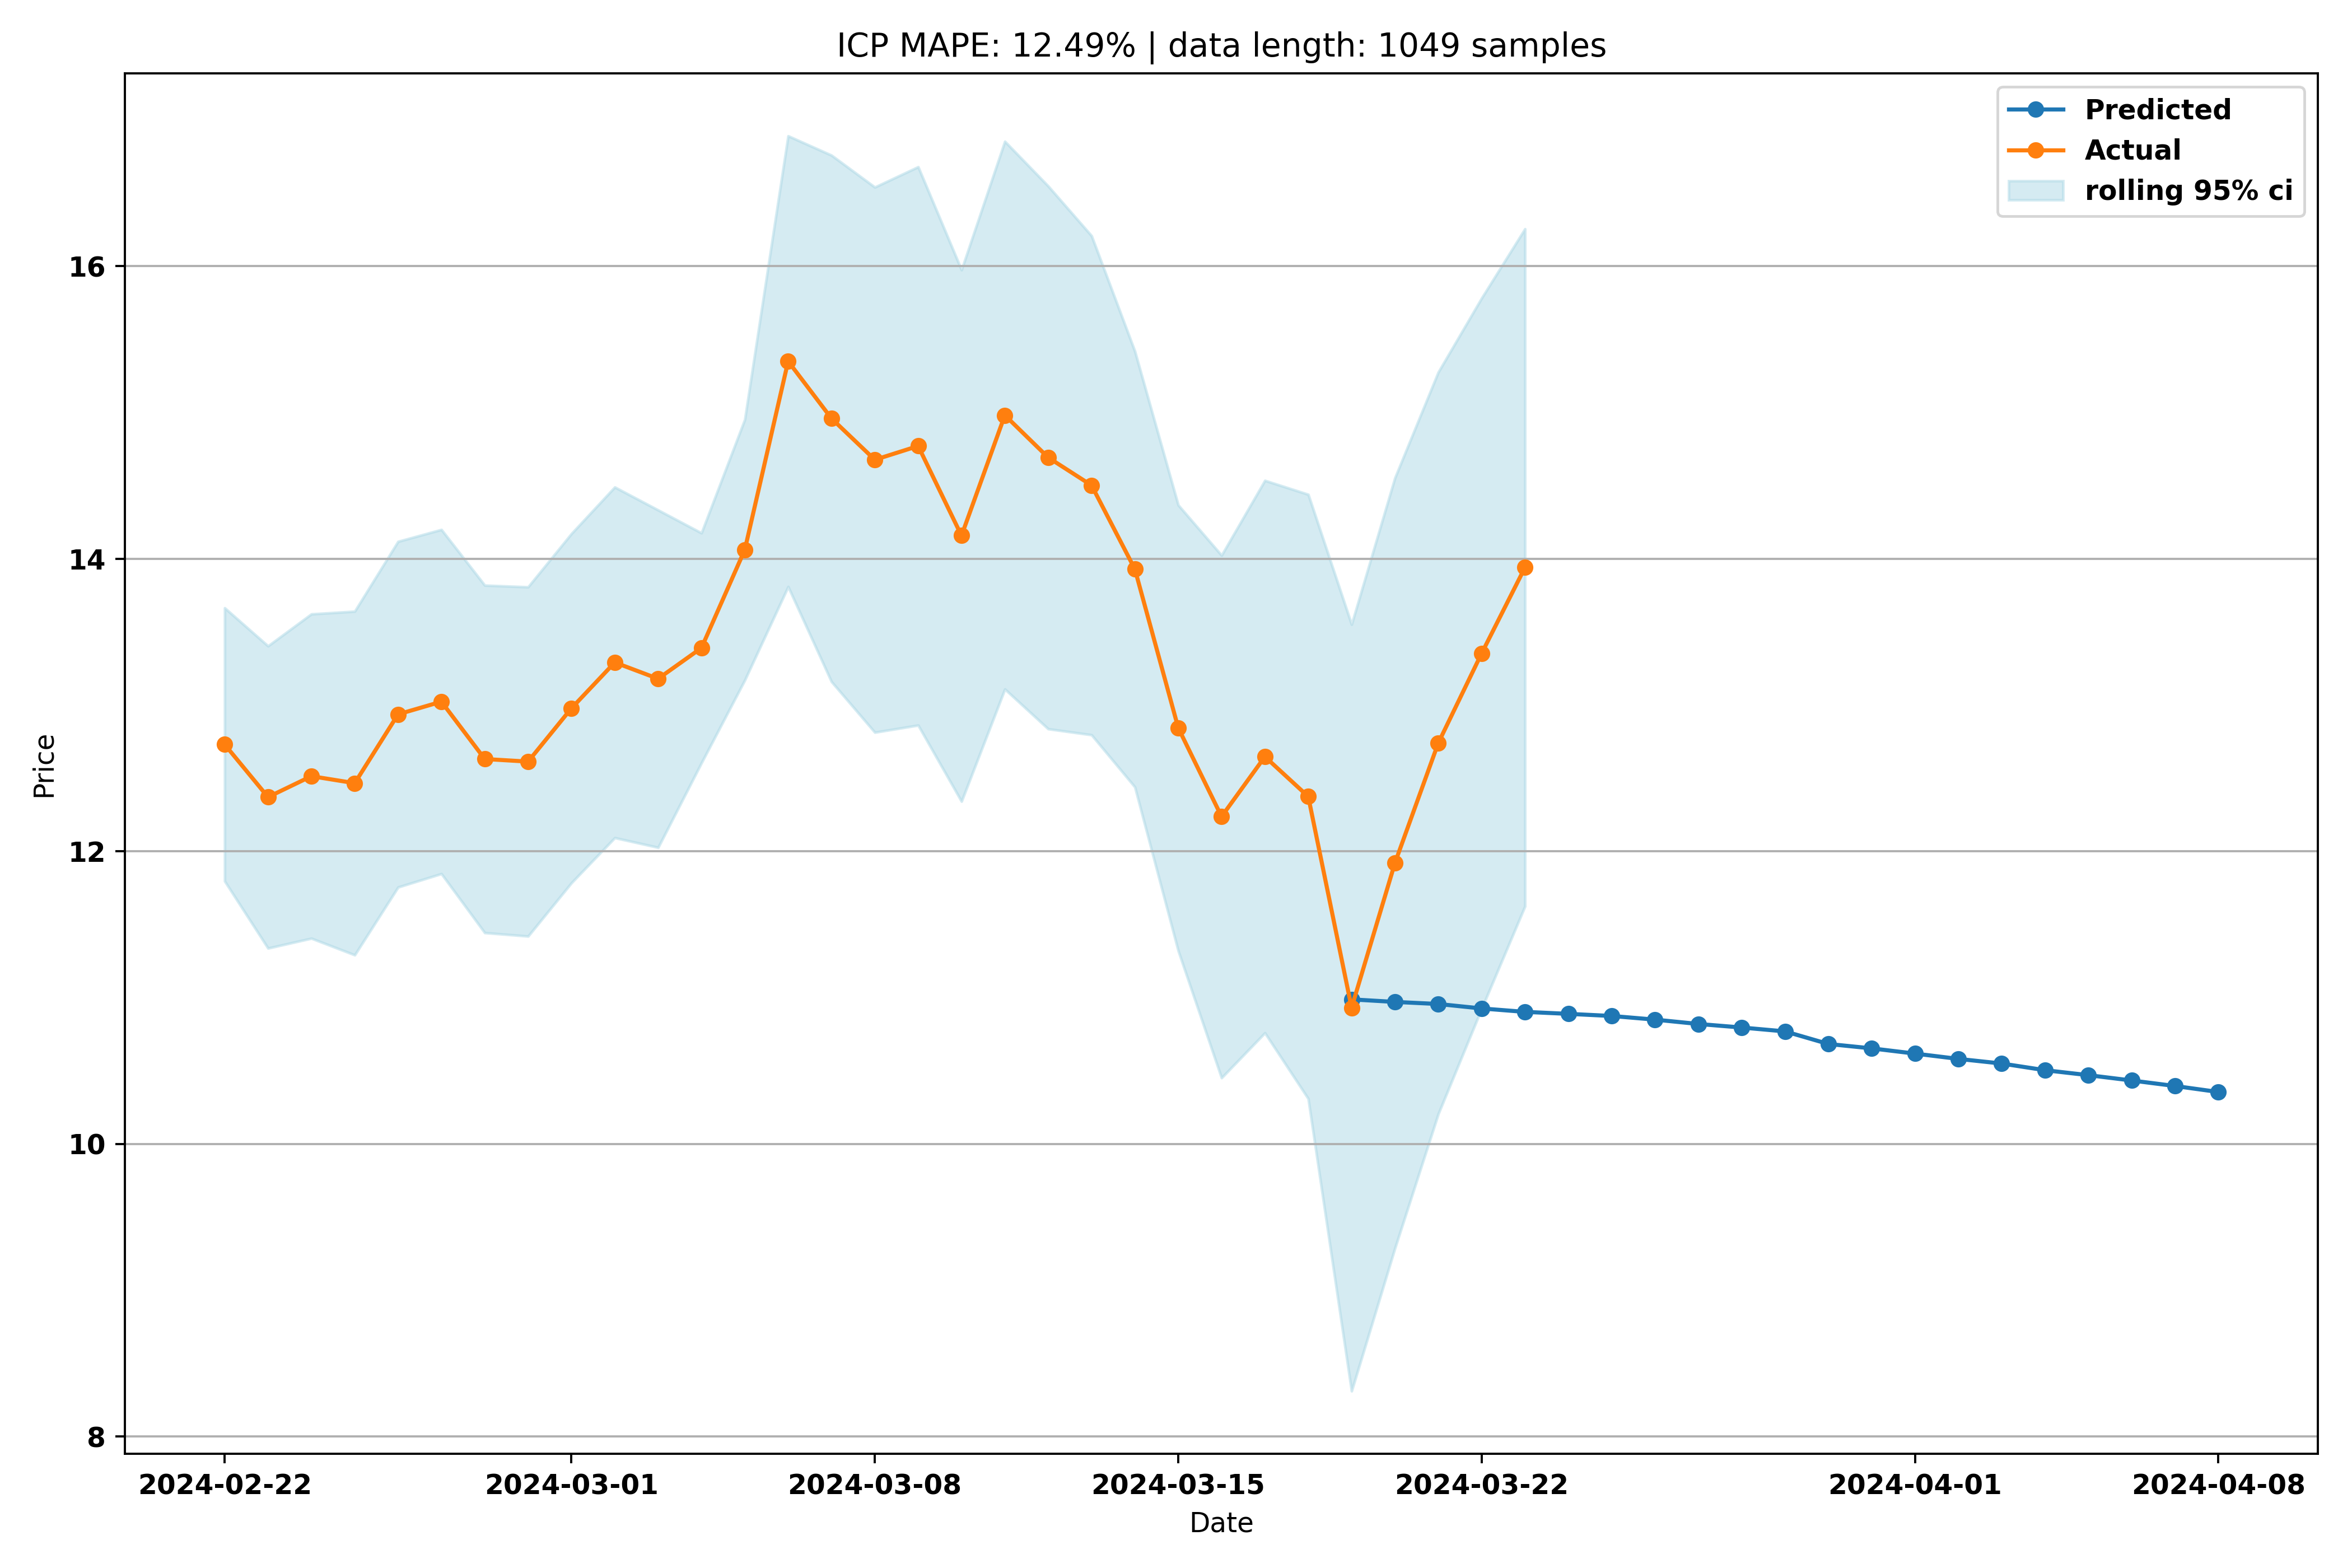 ICP MAPE: 12.49% | data length: 1049 samples
Predicted
Actual
rolling 95% ci
16
14
12
10
8
Price
2024-02-22 2024-03-01 2024-03-08 2024-03-15 2024-03-22 2024-04-01 2024-04-08
Date